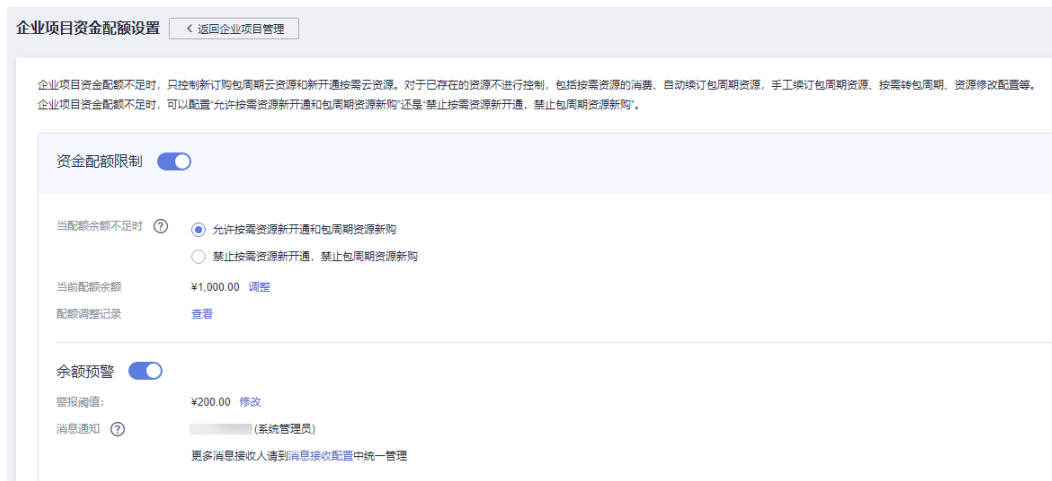 企业项目资金配额设置 < 返回企业项目管理
企业项目资金配额不足时，只控制新订购包周期云资源和新开通按需云资源。对于已存在的资源不进行控制，包括按需资源的消费、自动续订包周期资源，手工续订包周期资源、按需转包周期、资源修改配置等。
企业项目资金配额不足时，可以配置“允许按需资源新开通和包周期资源新购”还是“禁止按需资源新开通，禁止包周期资源新购”。
资金配额限制
当配额余额不足时 ? 允许按需资源新开通和包周期资源新购
禁止按需资源新开通，禁止包周期资源新购
当前配额余额 ¥1,000.00 调整
配额调整记录 查看
余额预警
警报阈值: ¥200.00 修改
消息通知 ? (系统管理员)
更多消息接收人请到消息接收配置中统一管理